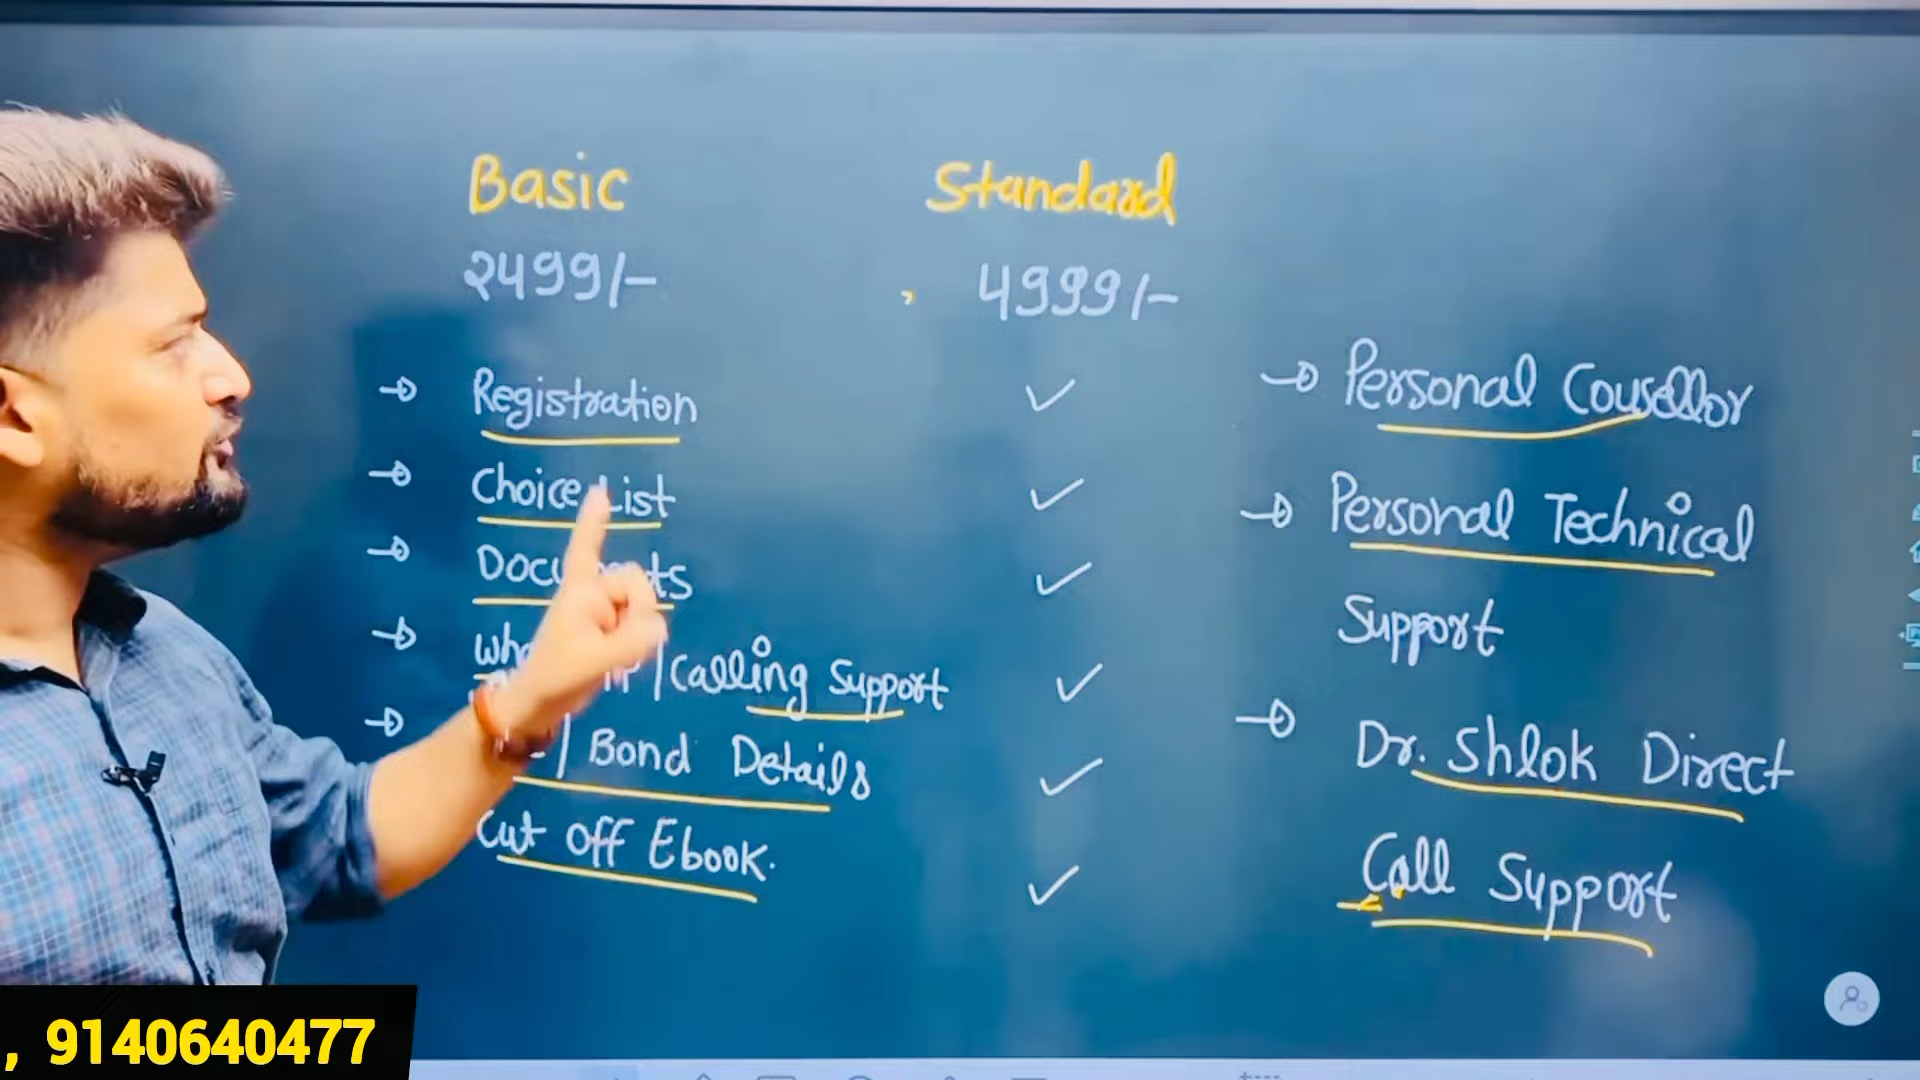 Basic
Standard
2499/-
4999/-
Registration
Choice List
Calling Support
Bond Details
Cut off Ebook.
Personal Cousellor
Personal Technical
Support
Dr. Shlok Direct
Call Support
, 9140640477